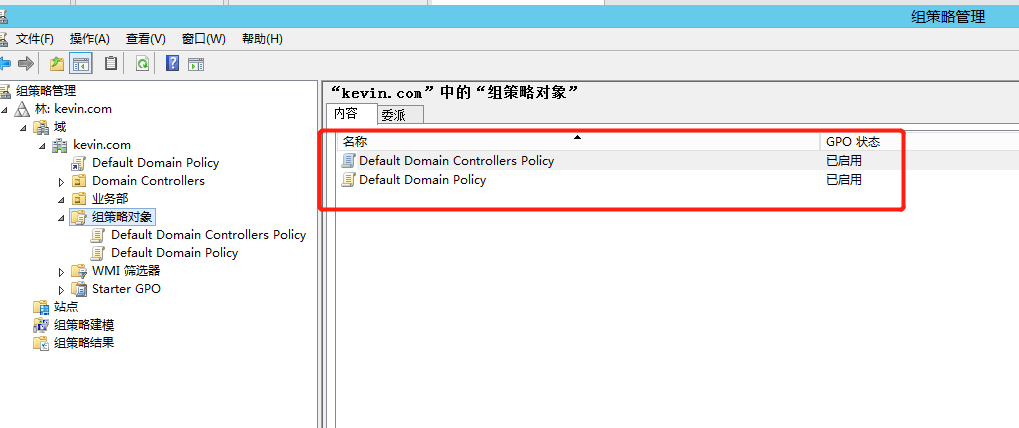 组策略管理
文件(F) 操作(A) 查看(V) 窗口(W) 帮助(H)
组策略管理
林: kevin.com
域
kevin.com
Default Domain Policy
Domain Controllers
业务部
组策略对象
Default Domain Controllers Policy
Default Domain Policy
WMI 筛选器
Starter GPO
站点
组策略建模
组策略结果
“kevin.com”中的“组策略对象”
内容 委派
名称 GPO 状态
Default Domain Controllers Policy 已启用
Default Domain Policy 已启用